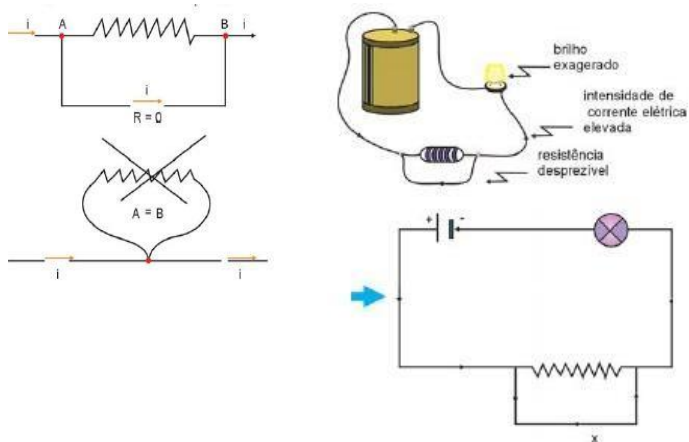 i A B i
i
R = 0
A = B
i i
brilho
exagerado
intensidade de
corrente elétrica
elevada
resistência
desprezível
+ -
x